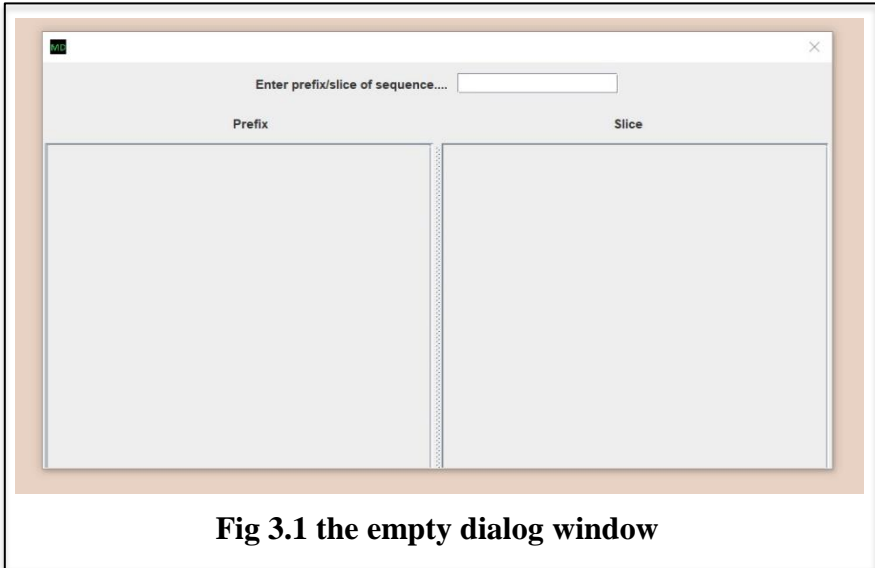 MD
Enter prefix/slice of sequence....
Prefix Slice
Fig 3.1 the empty dialog window